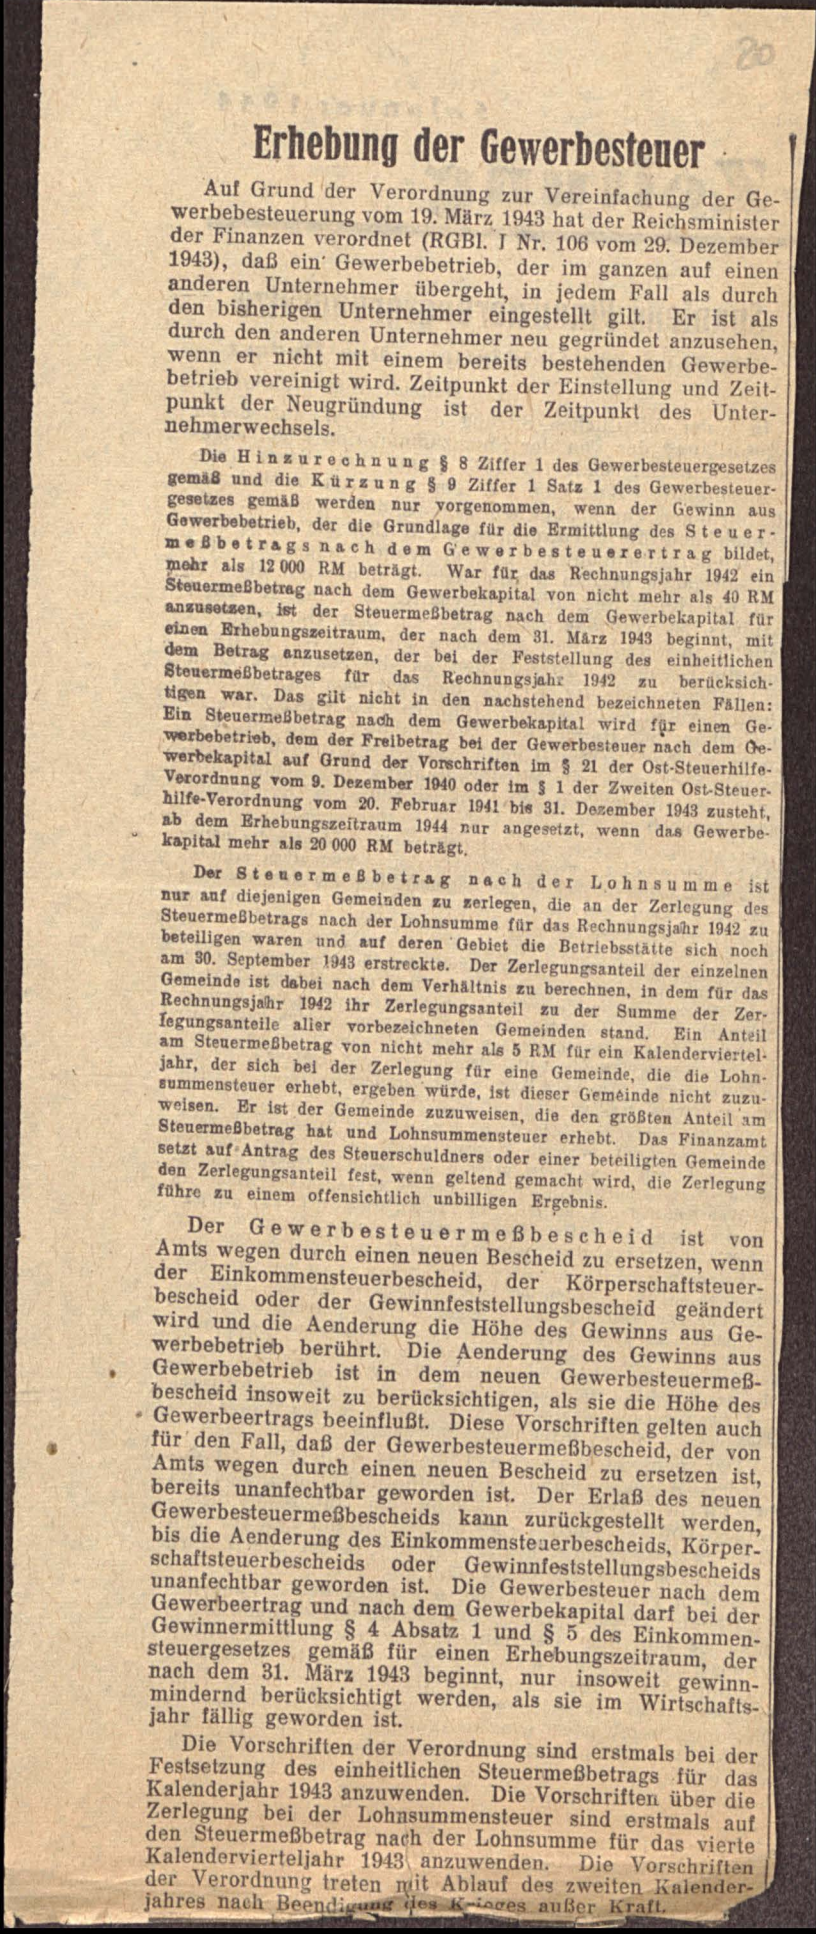 20
Erhebung der Gewerbesteuer
Auf Grund der Verordnung zur Vereinfachung der Ge-
werbebesteuerung vom 19. März 1943 hat der Reichsminister
der Finanzen verordnet (RGBl. I Nr. 106 vom 29. Dezember
1943), daß ein Gewerbebetrieb, der im ganzen auf einen
anderen Unternehmer übergeht, in jedem Fall als durch
den bisherigen Unternehmer eingestellt gilt. Er ist als
durch den anderen Unternehmer neu gegründet anzusehen,
wenn er nicht mit einem bereits bestehenden Gewerbe-
betrieb vereinigt wird. Zeitpunkt der Einstellung und Zeit-
punkt der Neugründung ist der Zeitpunkt des Unter-
nehmerwechsels.
Die Hinzurechnung § 8 Ziffer 1 des Gewerbesteuergesetzes
gemäß und die Kürzung § 9 Ziffer 1 Satz 1 des Gewerbesteuer-
gesetzes gemäß werden nur vorgenommen, wenn der Gewinn aus
Gewerbebetrieb, der die Grundlage für die Ermittlung des Steuer-
meßbetrags nach dem Gewerbesteuerertrag bildet,
mehr als 12 000 RM beträgt. War für das Rechnungsjahr 1942 ein
Steuermeßbetrag nach dem Gewerbekapital von nicht mehr als 40 RM
anzusetzen, ist der Steuermeßbetrag nach dem Gewerbekapital für
einen Erhebungszeitraum, der nach dem 31. März 1943 beginnt, mit
dem Betrag anzusetzen, der bei der Feststellung des einheitlichen
Steuermeßbetrages für das Rechnungsjahr 1942 zu berücksich-
tigen war. Das gilt nicht in den nachstehend bezeichneten Fällen:
Ein Steuermeßbetrag nach dem Gewerbekapital wird für einen Ge-
werbebetrieb, dem der Freibetrag bei der Gewerbesteuer nach dem Ge-
werbekapital auf Grund der Vorschriften im § 21 der Ost-Steuerhilfe-
Verordnung vom 9. Dezember 1940 oder im § 1 der Zweiten Ost-Steuer-
hilfe-Verordnung vom 20. Februar 1941 bis 31. Dezember 1943 zusteht,
ab dem Erhebungszeitraum 1944 nur angesetzt, wenn das Gewerbe-
kapital mehr als 20 000 RM beträgt.
Der Steuermeßbetrag nach der Lohnsumme ist
nur auf diejenigen Gemeinden zu zerlegen, die an der Zerlegung des
Steuermeßbetrags nach der Lohnsumme für das Rechnungsjahr 1942 zu
beteiligen waren und auf deren Gebiet die Betriebsstätte sich noch
am 30. September 1943 erstreckte. Der Zerlegungsanteil der einzelnen
Gemeinde ist dabei nach dem Verhältnis zu berechnen, in dem für das
Rechnungsjahr 1942 ihr Zerlegungsanteil zu der Summe der Zer-
legungsanteile aller vorbezeichneten Gemeinden stand. Ein Anteil
am Steuermeßbetrag von nicht mehr als 5 RM für ein Kalenderviertel-
jahr, der sich bei der Zerlegung für eine Gemeinde, die die Lohn-
summensteuer erhebt, ergeben würde, ist dieser Gemeinde nicht zuzu-
weisen. Er ist der Gemeinde zuzuweisen, die den größten Anteil am
Steuermeßbetrag hat und Lohnsummensteuer erhebt. Das Finanzamt
setzt auf Antrag des Steuerschuldners oder einer beteiligten Gemeinde
den Zerlegungsanteil fest, wenn geltend gemacht wird, die Zerlegung
führe zu einem offensichtlich unbilligen Ergebnis.
Der Gewerbesteuermeßbescheid ist von
Amts wegen durch einen neuen Bescheid zu ersetzen, wenn
der Einkommensteuerbescheid, der Körperschaftsteuer-
bescheid oder der Gewinnfeststellungsbescheid geändert
wird und die Aenderung die Höhe des Gewinns aus Ge-
werbebetrieb berührt. Die Aenderung des Gewinns aus
Gewerbebetrieb ist in dem neuen Gewerbesteuermeß-
bescheid insoweit zu berücksichtigen, als sie die Höhe des
Gewerbeertrags beeinflußt. Diese Vorschriften gelten auch
für den Fall, daß der Gewerbesteuermeßbescheid, der von
Amts wegen durch einen neuen Bescheid zu ersetzen ist,
bereits unanfechtbar geworden ist. Der Erlaß des neuen
Gewerbesteuermeßbescheids kann zurückgestellt werden,
bis die Aenderung des Einkommensteuerbescheids, Körper-
schaftsteuerbescheids oder Gewinnfeststellungsbescheids
unanfechtbar geworden ist. Die Gewerbesteuer nach dem
Gewerbeertrag und nach dem Gewerbekapital darf bei der
Gewinnermittlung § 4 Absatz 1 und § 5 des Einkommen-
steuergesetzes gemäß für einen Erhebungszeitraum, der
nach dem 31. März 1943 beginnt, nur insoweit gewinn-
mindernd berücksichtigt werden, als sie im Wirtschafts-
jahr fällig geworden ist.
Die Vorschriften der Verordnung sind erstmals bei der
Festsetzung des einheitlichen Steuermeßbetrags für das
Kalenderjahr 1943 anzuwenden. Die Vorschriften über die
Zerlegung bei der Lohnsummensteuer sind erstmals auf
den Steuermeßbetrag nach der Lohnsumme für das vierte
Kalendervierteljahr 1943 anzuwenden. Die Vorschriften
der Verordnung treten mit Ablauf des zweiten Kalender-
jahres nach Beendigung des Krieges außer Kraft.